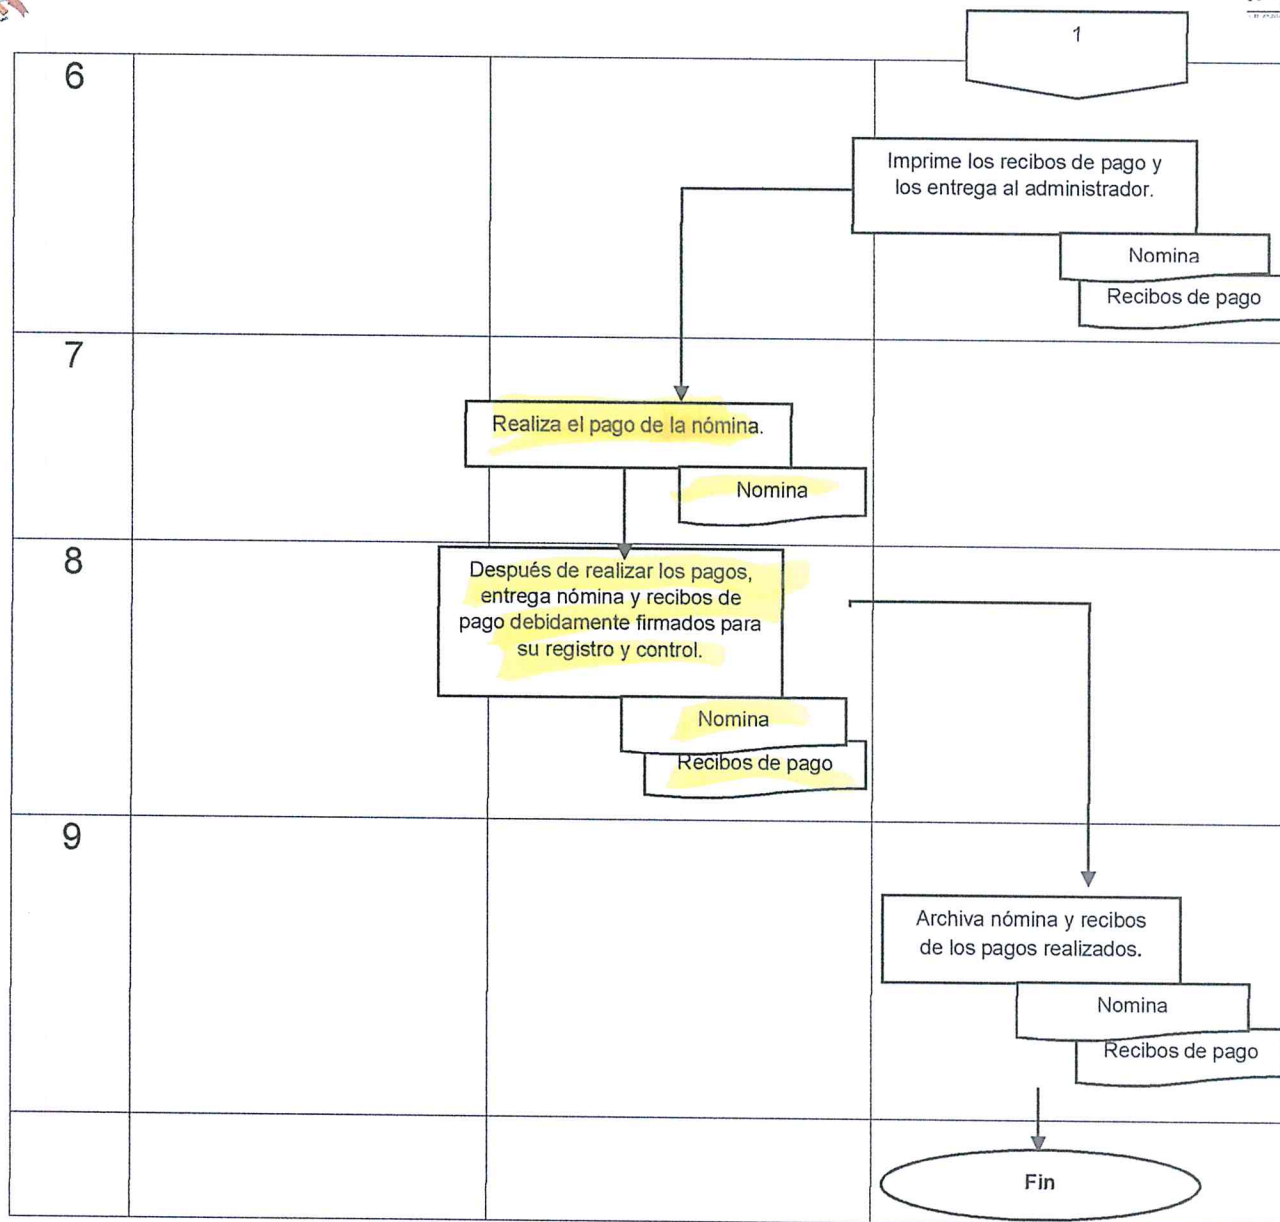 1
6
Imprime los recibos de pago y
los entrega al administrador.
Nomina
Recibos de pago
7
Realiza el pago de la nómina.
Nomina
8
Después de realizar los pagos,
entrega nómina y recibos de
pago debidamente firmados para
su registro y control.
Nomina
Recibos de pago
9
Archiva nómina y recibos
de los pagos realizados.
Nomina
Recibos de pago
Fin